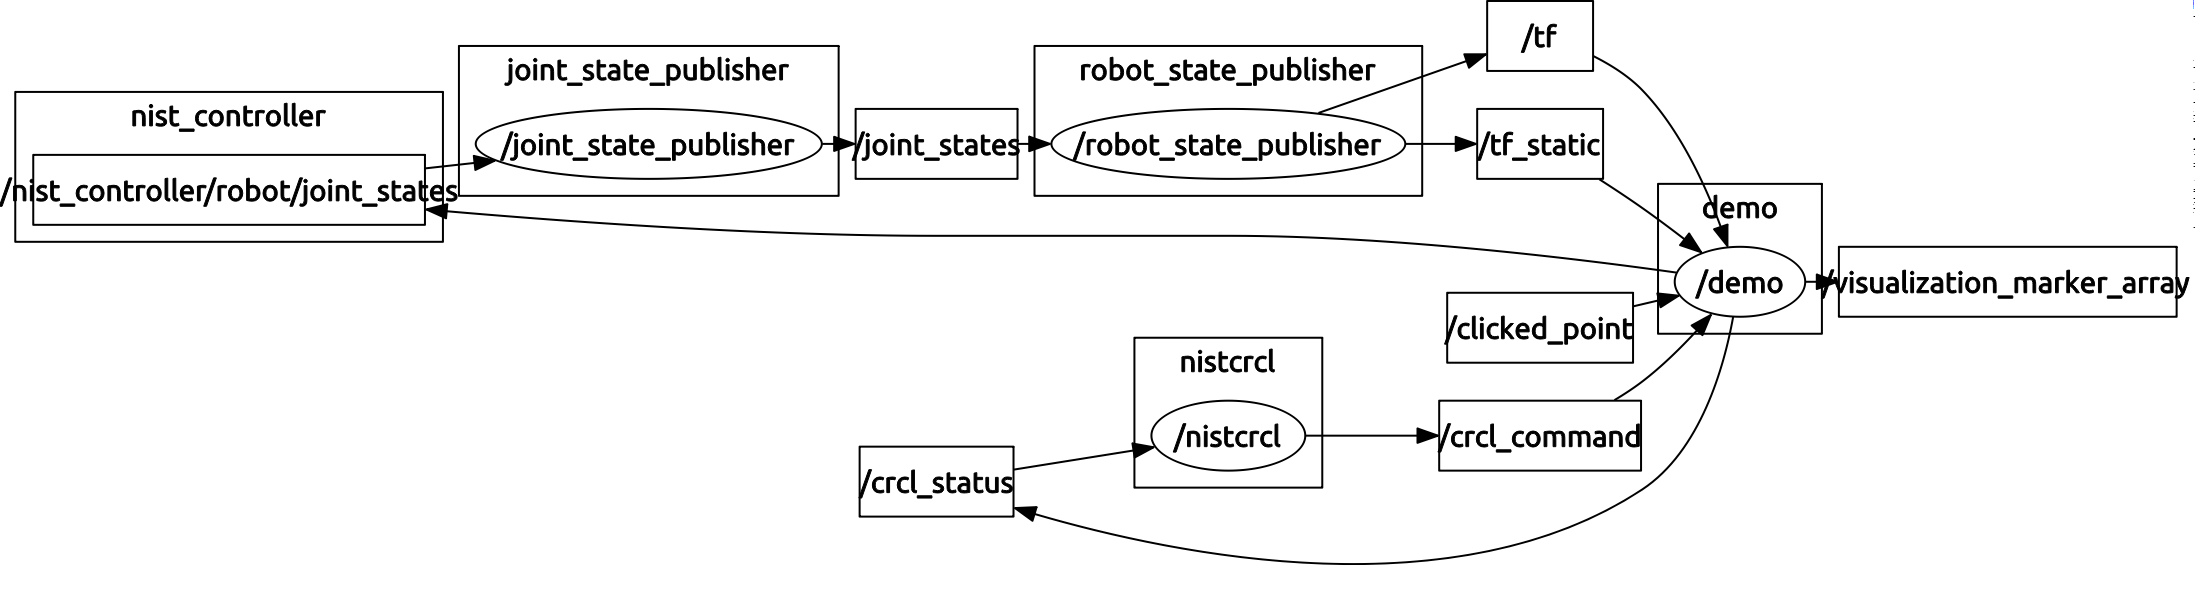 /tf
joint_state_publisher
robot_state_publisher
nist_controller
/joint_state_publisher
/joint_states
/robot_state_publisher
/tf_static
/nist_controller/robot/joint_states
demo
/demo
/visualization_marker_array
/clicked_point
nistcrcl
/nistcrcl
/crcl_command
/crcl_status